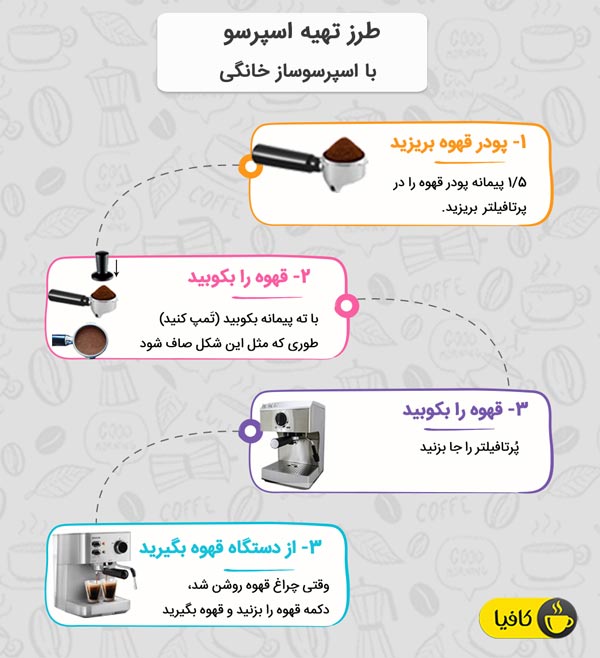 طرز تهیه اسپرسو
با اسپرسوساز خانگی
۱- پودر قهوه بریزید
۱/۵ پیمانه پودر قهوه را در
پرتافیلتر بریزید.
۲- قهوه را بکوبید
با ته پیمانه بکوبید (تَمپ کنید)
طوری که مثل این شکل صاف شود
۳- قهوه را بکوبید
پُرتافیلتر را جا بزنید
۳- از دستگاه قهوه بگیرید
وقتی چراغ قهوه روشن شد،
دکمه قهوه را بزنید و قهوه بگیرید
کافیا